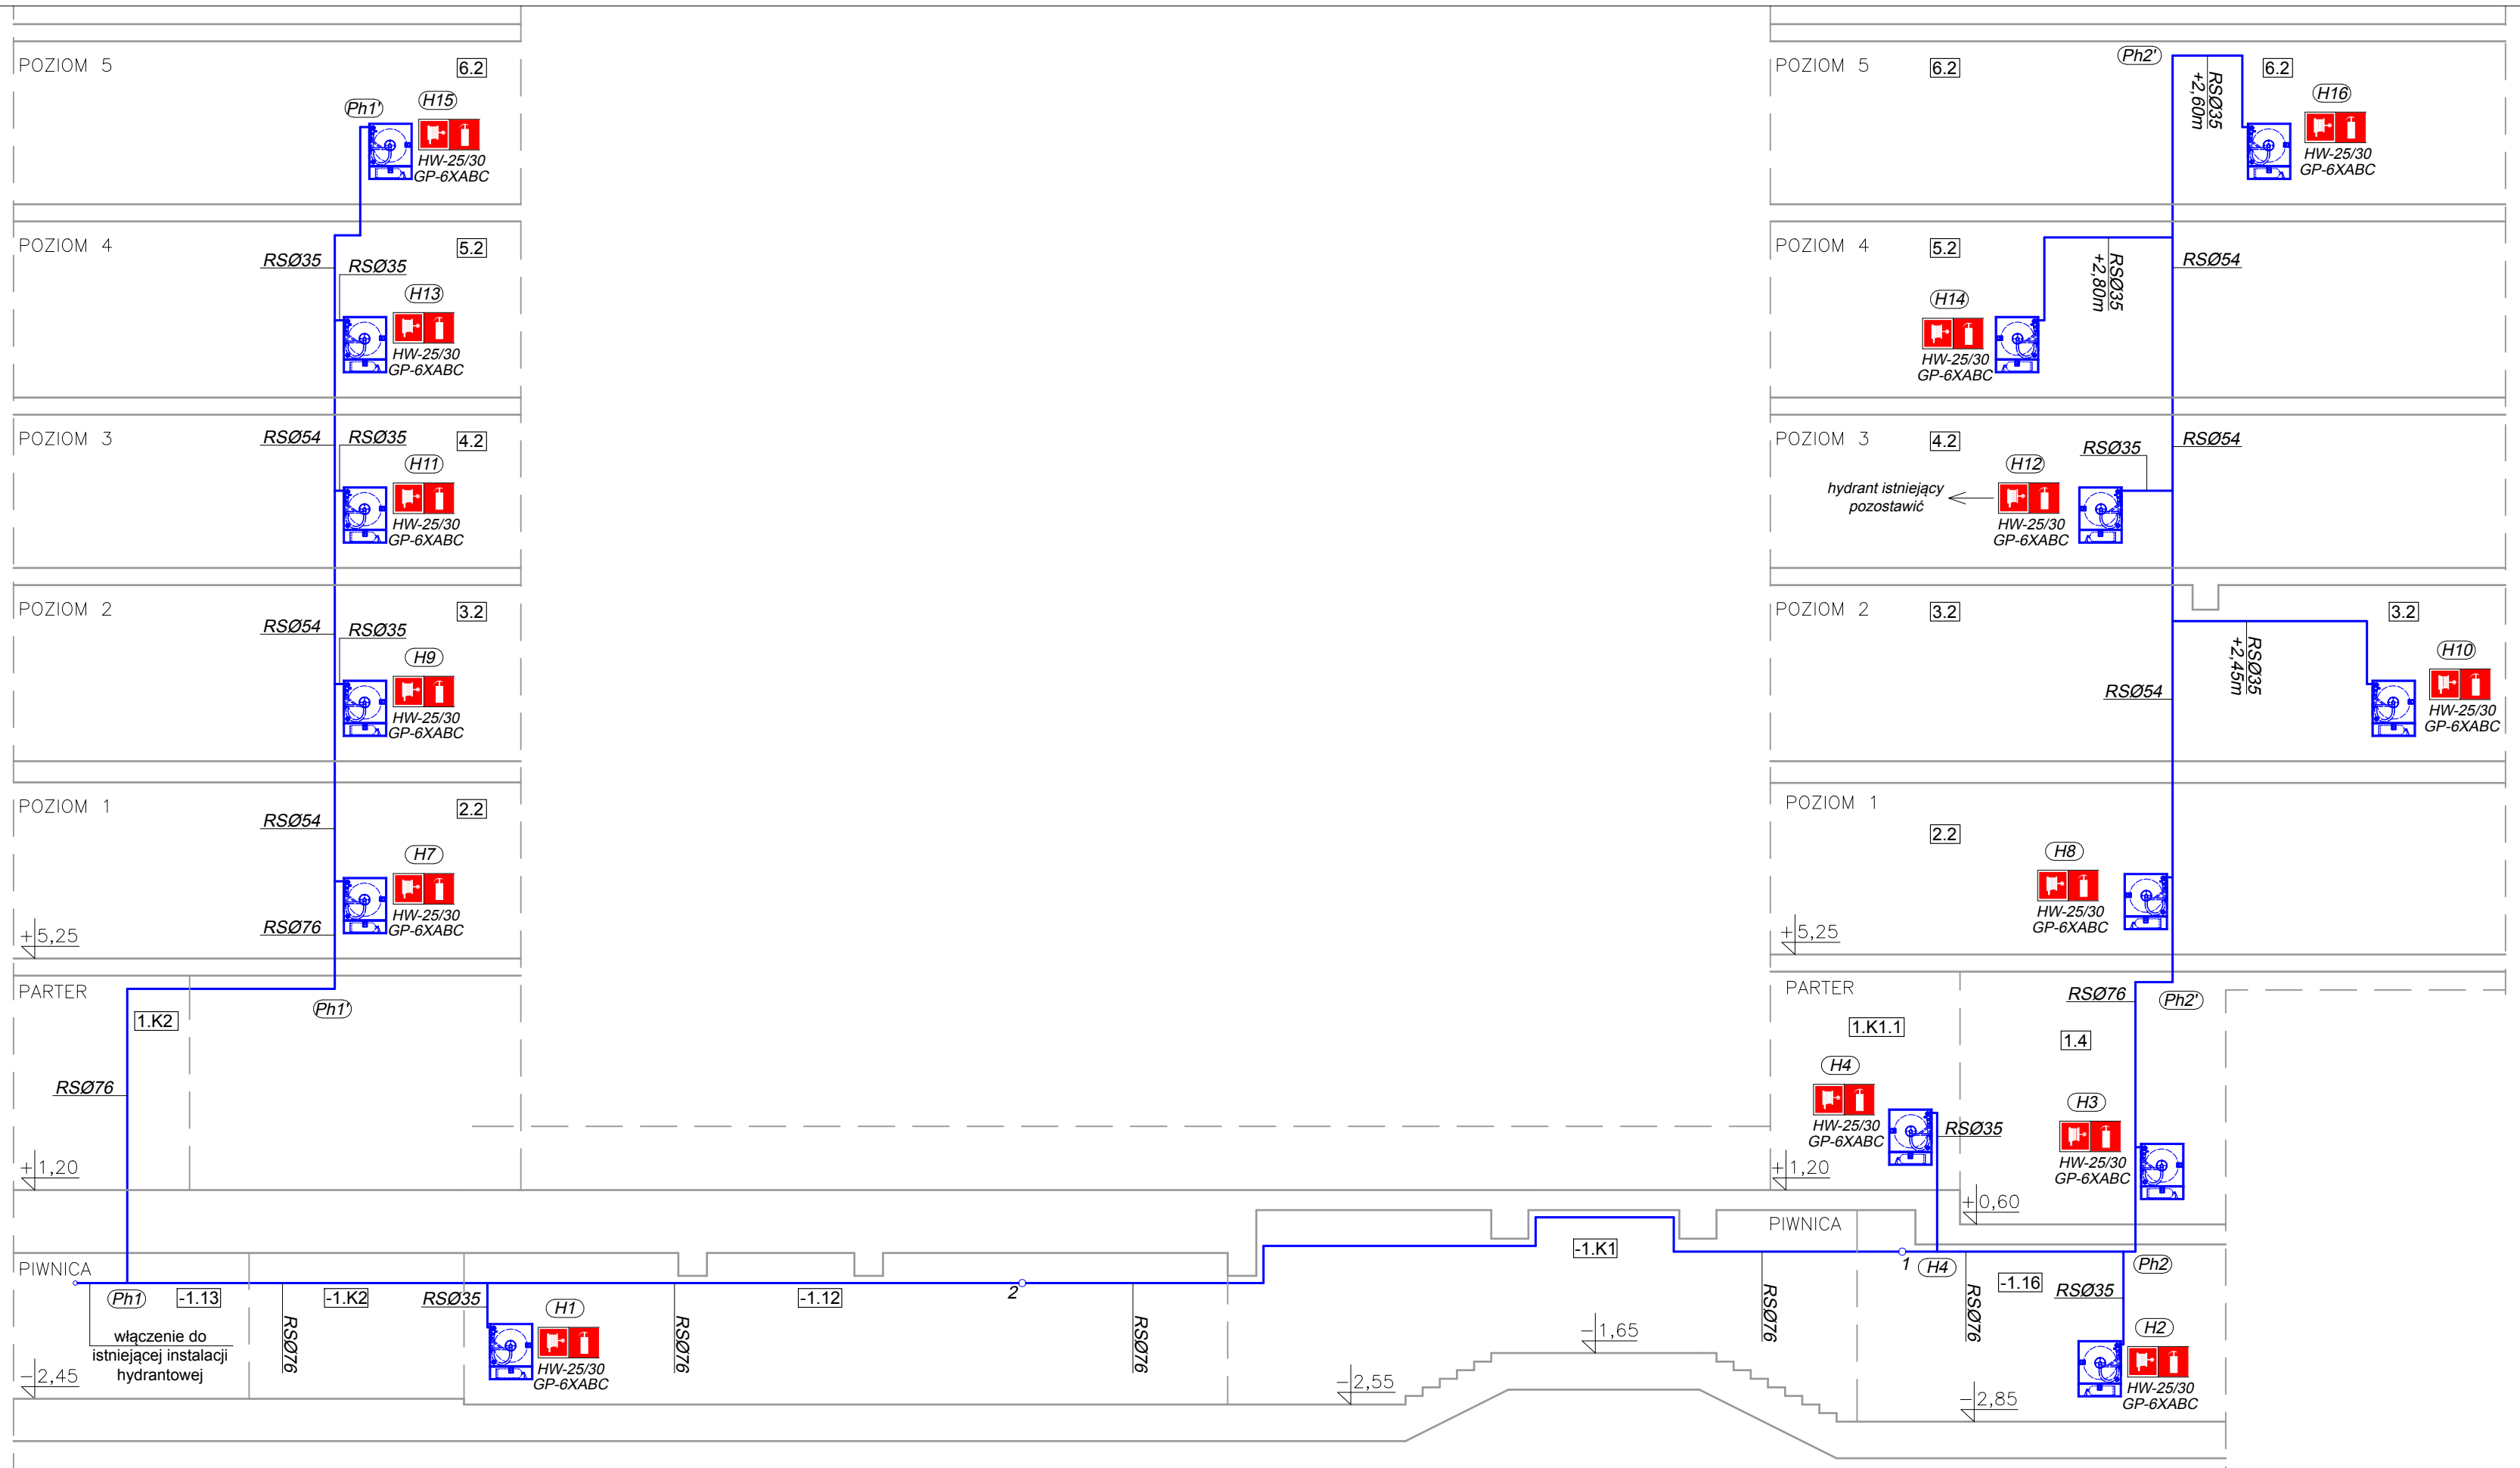 POZIOM 5
6.2
Ph1'
H15
HW-25/30
GP-6XABC
POZIOM 4
5.2
RSØ35
RSØ35
H13
HW-25/30
GP-6XABC
POZIOM 3
4.2
RSØ54
RSØ35
H11
HW-25/30
GP-6XABC
POZIOM 2
3.2
RSØ54
RSØ35
H9
HW-25/30
GP-6XABC
POZIOM 1
2.2
RSØ54
H7
HW-25/30
GP-6XABC
RSØ76
+5,25
PARTER
Ph1'
1.K2
RSØ76
+1,20
POZIOM 5
6.2
Ph2'
6.2
RSØ35
+2,60m
H16
HW-25/30
GP-6XABC
POZIOM 4
5.2
RSØ35
+2,80m
RSØ54
H14
HW-25/30
GP-6XABC
POZIOM 3
4.2
RSØ35
RSØ54
H12
hydrant istniejący
pozostawić
HW-25/30
GP-6XABC
POZIOM 2
3.2
3.2
RSØ35
+2,45m
H10
RSØ54
HW-25/30
GP-6XABC
POZIOM 1
2.2
H8
HW-25/30
GP-6XABC
+5,25
PARTER
RSØ76
Ph2'
1.K1.1
1.4
H4
HW-25/30
GP-6XABC
RSØ35
H3
HW-25/30
GP-6XABC
+1,20
+0,60
PIWNICA
Ph1
-1.13
włączenie do
istniejącej instalacji
hydrantowej
-2,45
RSØ76
-1.K2
RSØ35
H1
HW-25/30
GP-6XABC
RSØ76
-1.12
2
RSØ76
-2,55
-1.K1
-1,65
PIWNICA
RSØ76
1
H4
RSØ76
-1.16
Ph2
RSØ35
H2
HW-25/30
GP-6XABC
-2,85